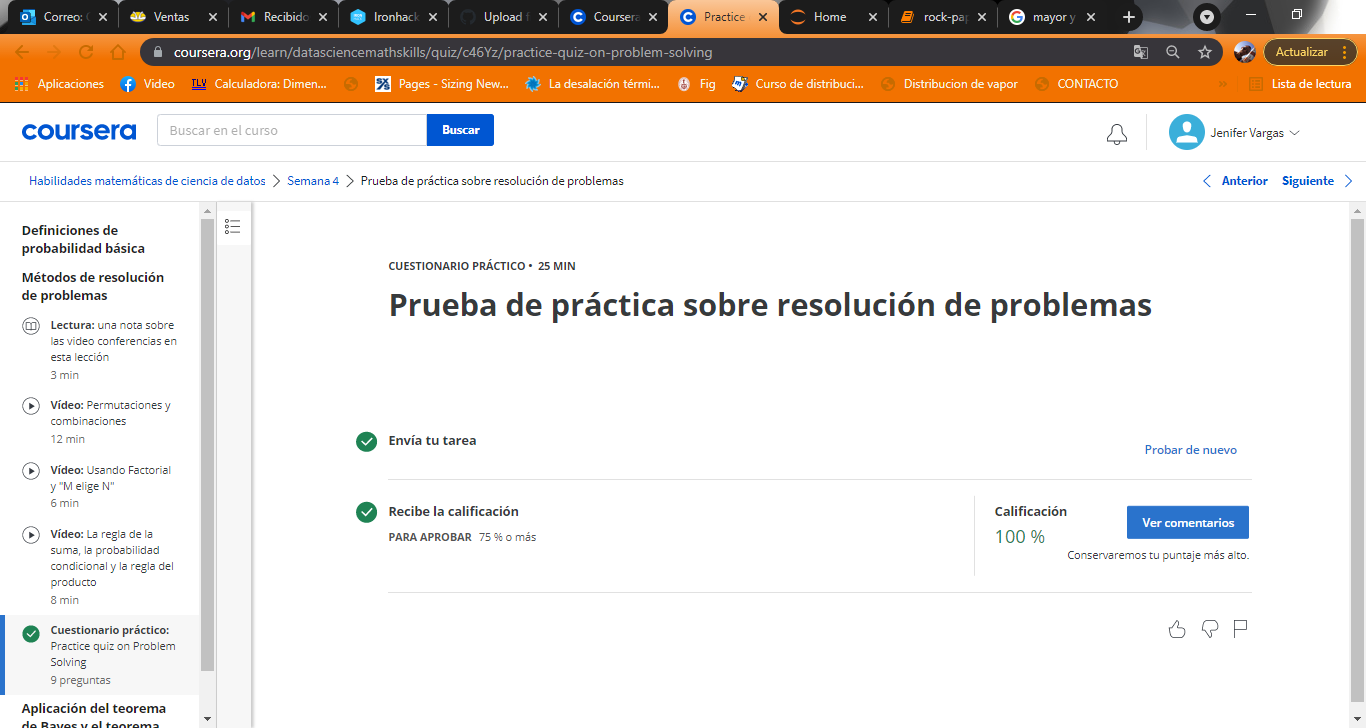 Correo: C
Ventas
Recibido
Ironhack
Upload f
Coursera
Practice
Home
rock-pap
mayor y
coursera.org/learn/datasciencemathskills/quiz/c46Yz/practice-quiz-on-problem-solving
Actualizar
Aplicaciones
Video
TLV
Calculadora: Dimen...
Pages - Sizing New...
La desalación térmi...
Fig
Curso de distribuci...
Distribucion de vapor
CONTACTO
»
Lista de lectura
coursera
Buscar en el curso
Buscar
Jenifer Vargas
Habilidades matemáticas de ciencia de datos > Semana 4 > Prueba de práctica sobre resolución de problemas
Anterior
Siguiente
Definiciones de
probabilidad básica
Métodos de resolución
de problemas
Lectura: una nota sobre
las video conferencias en
esta lección
3 min
Vídeo: Permutaciones y
combinaciones
12 min
Vídeo: Usando Factorial
y "M elige N"
6 min
Vídeo: La regla de la
suma, la probabilidad
condicional y la regla del
producto
8 min
Cuestionario práctico:
Practice quiz on Problem
Solving
9 preguntas
Aplicación del teorema
de Bayes y el teorema
CUESTIONARIO PRÁCTICO • 25 MIN
Prueba de práctica sobre resolución de problemas
Envía tu tarea
Probar de nuevo
Recibe la calificación
PARA APROBAR 75 % o más
Calificación
100 %
Ver comentarios
Conservaremos tu puntaje más alto.